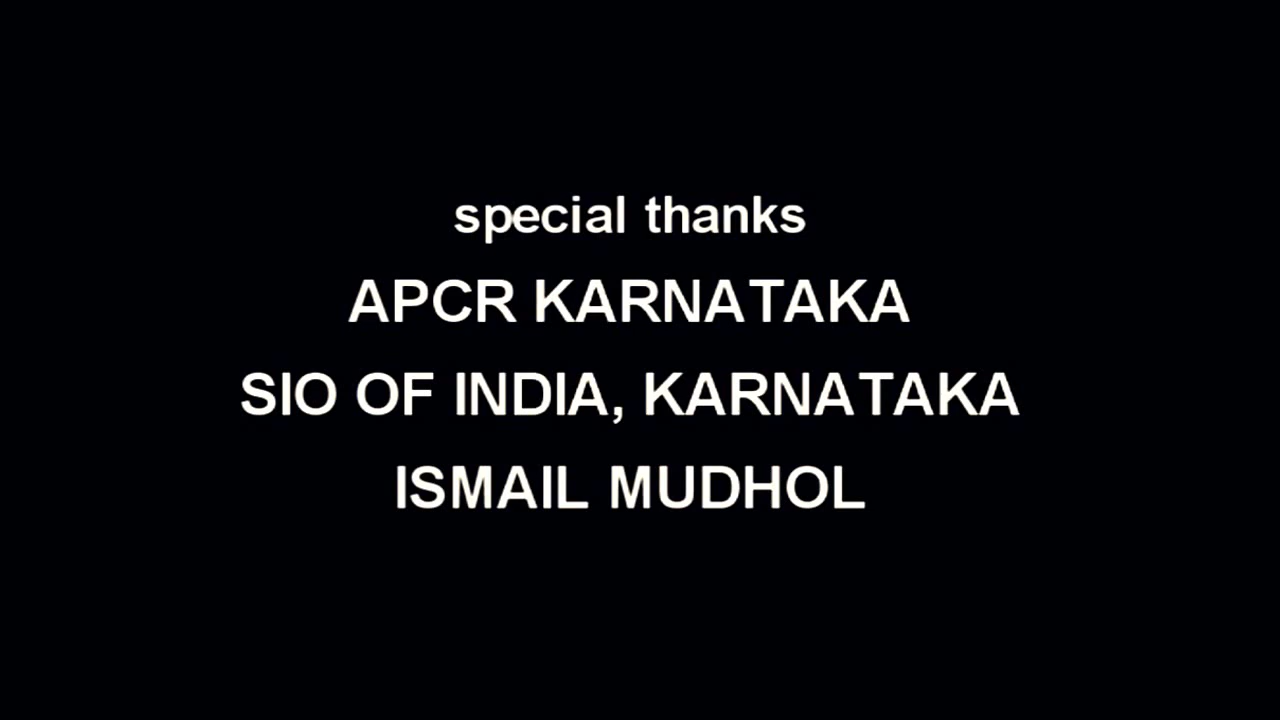 special thanks
APCR KARNATAKA
SIO OF INDIA, KARNATAKA
ISMAIL MUDHOL